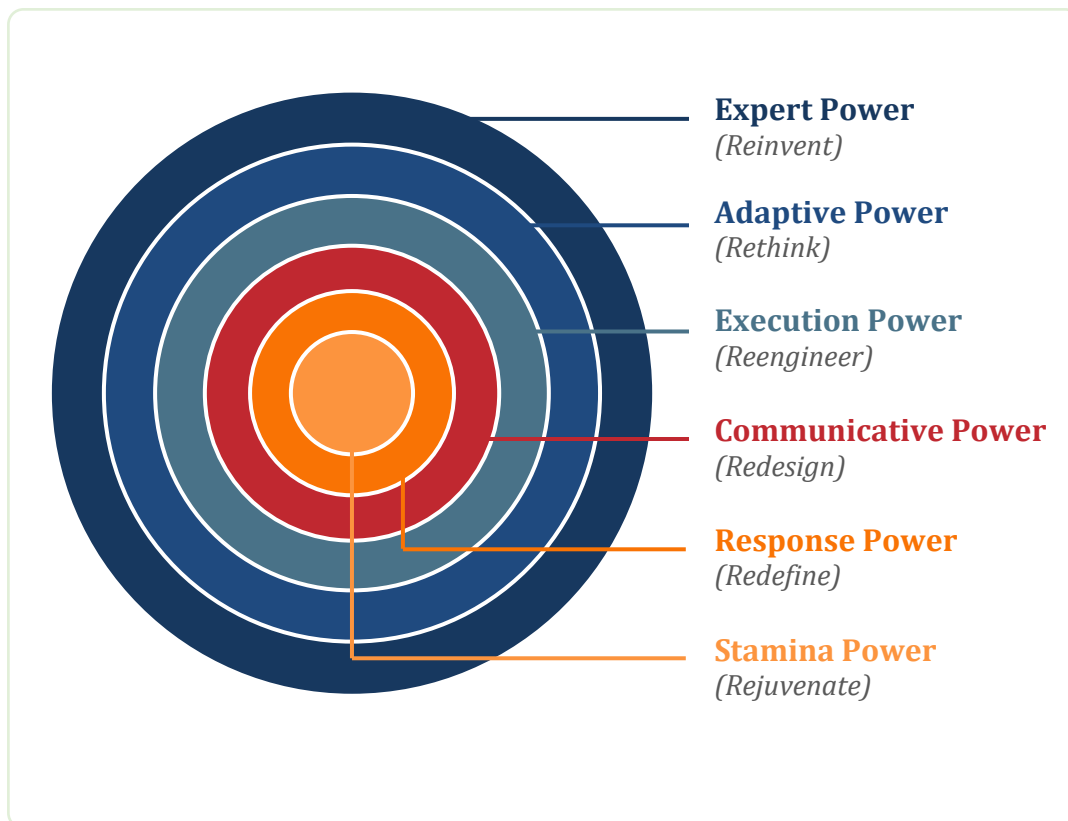 Expert Power
(Reinvent)
Adaptive Power
(Rethink)
Execution Power
(Reengineer)
Communicative Power
(Redesign)
Response Power
(Redefine)
Stamina Power
(Rejuvenate)